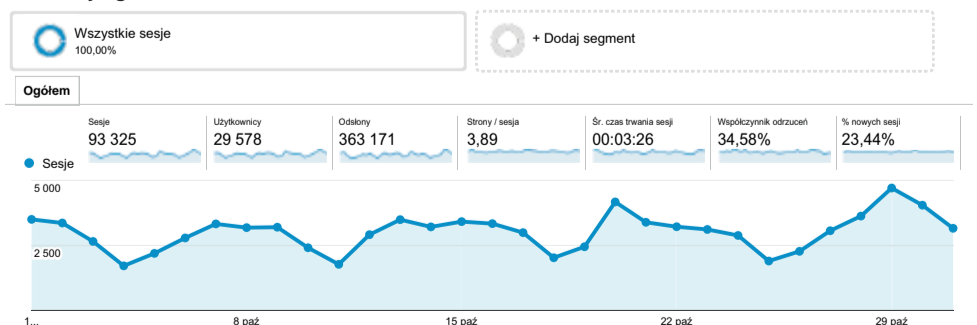 Wszystkie sesje
100,00%
+ Dodaj segment
Ogółem
Sesje
93 325
Użytkownicy
29 578
Odsłony
363 171
Strony / sesja
3,89
Śr. czas trwania sesji
00:03:26
Współczynnik odrzuceń
34,58%
% nowych sesji
23,44%
Sesje
5 000
2 500
1...
8 paź
15 paź
22 paź
29 paź